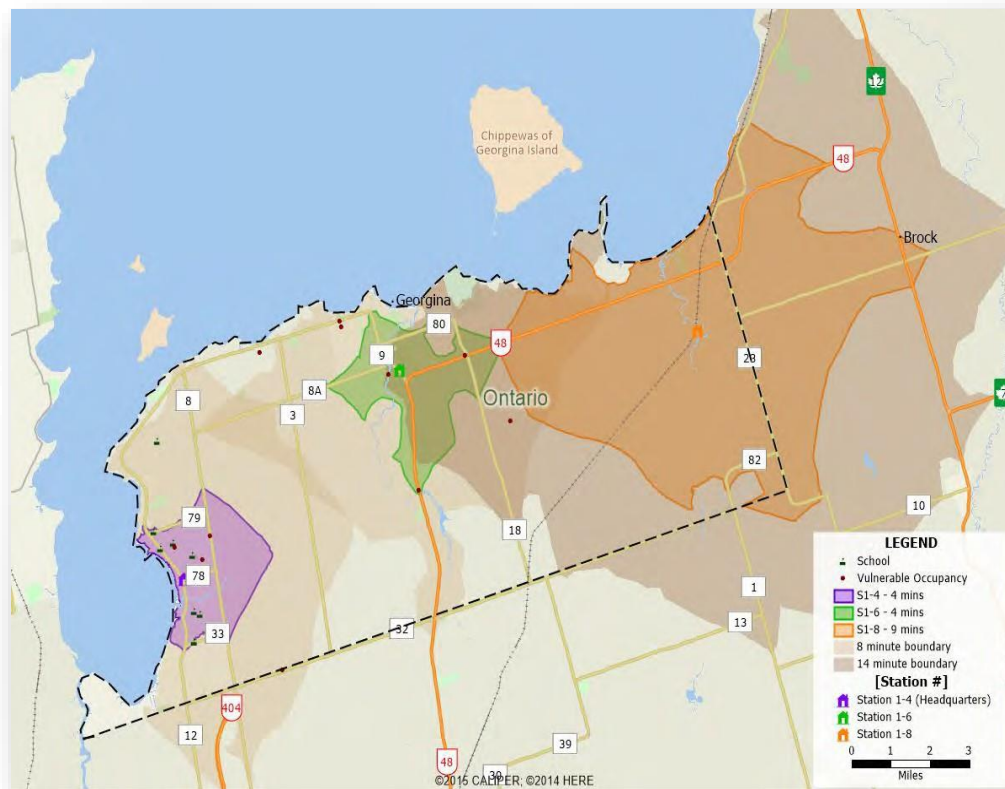 12
Chippewas of
Georgina Island
48
Brock
Georgina
80
48
9
8A
Ontario
8
3
28
82
79
18
10
78
1
33
32
13
404
12
39
48
30
©2015 CALIPER; ©2014 HERE
LEGEND
School
Vulnerable Occupancy
S1-4 - 4 mins
S1-6 - 4 mins
S1-8 - 9 mins
8 minute boundary
14 minute boundary
[Station #]
Station 1-4 (Headquarters)
Station 1-6
Station 1-8
0 1 2 3
Miles